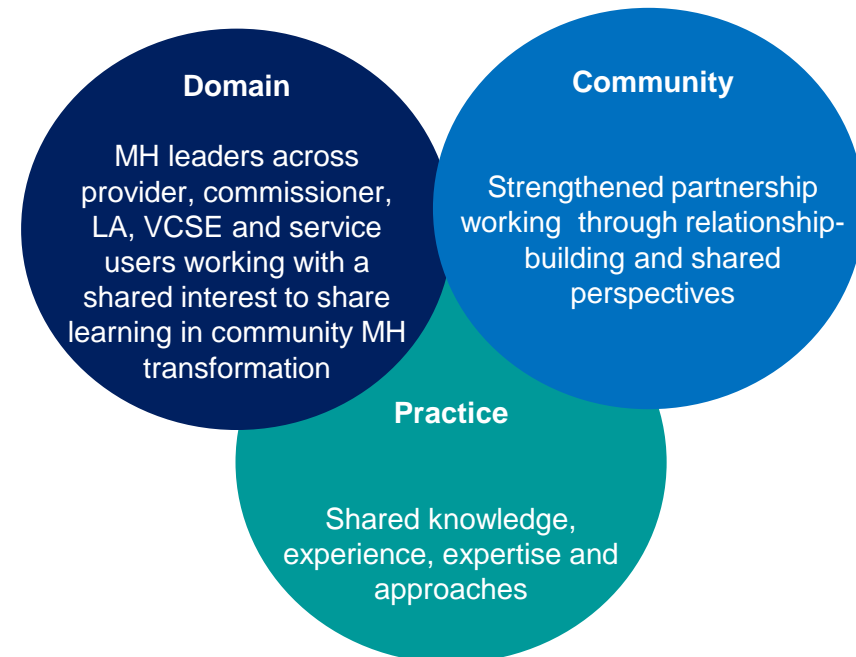 Domain
MH leaders across
provider, commissioner,
LA, VCSE and service
users working with a
shared interest to share
learning in community MH
transformation
Community
Strengthened partnership
working  through relationship-
building and shared
perspectives
Practice
Shared knowledge,
experience, expertise and
approaches